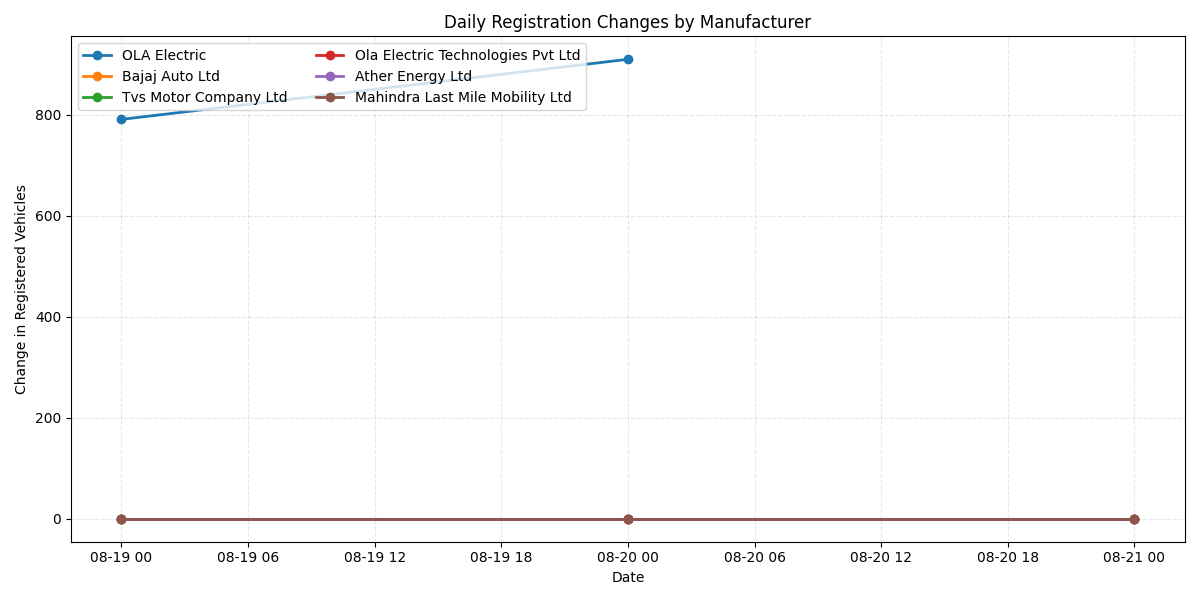 Daily Registration Changes by Manufacturer
OLA Electric
Bajaj Auto Ltd
Tvs Motor Company Ltd
Ola Electric Technologies Pvt Ltd
Ather Energy Ltd
Mahindra Last Mile Mobility Ltd
Change in Registered Vehicles
800
600
400
200
0
08-19 00 08-19 06 08-19 12 08-19 18 08-20 00 08-20 06 08-20 12 08-20 18 08-21 00
Date